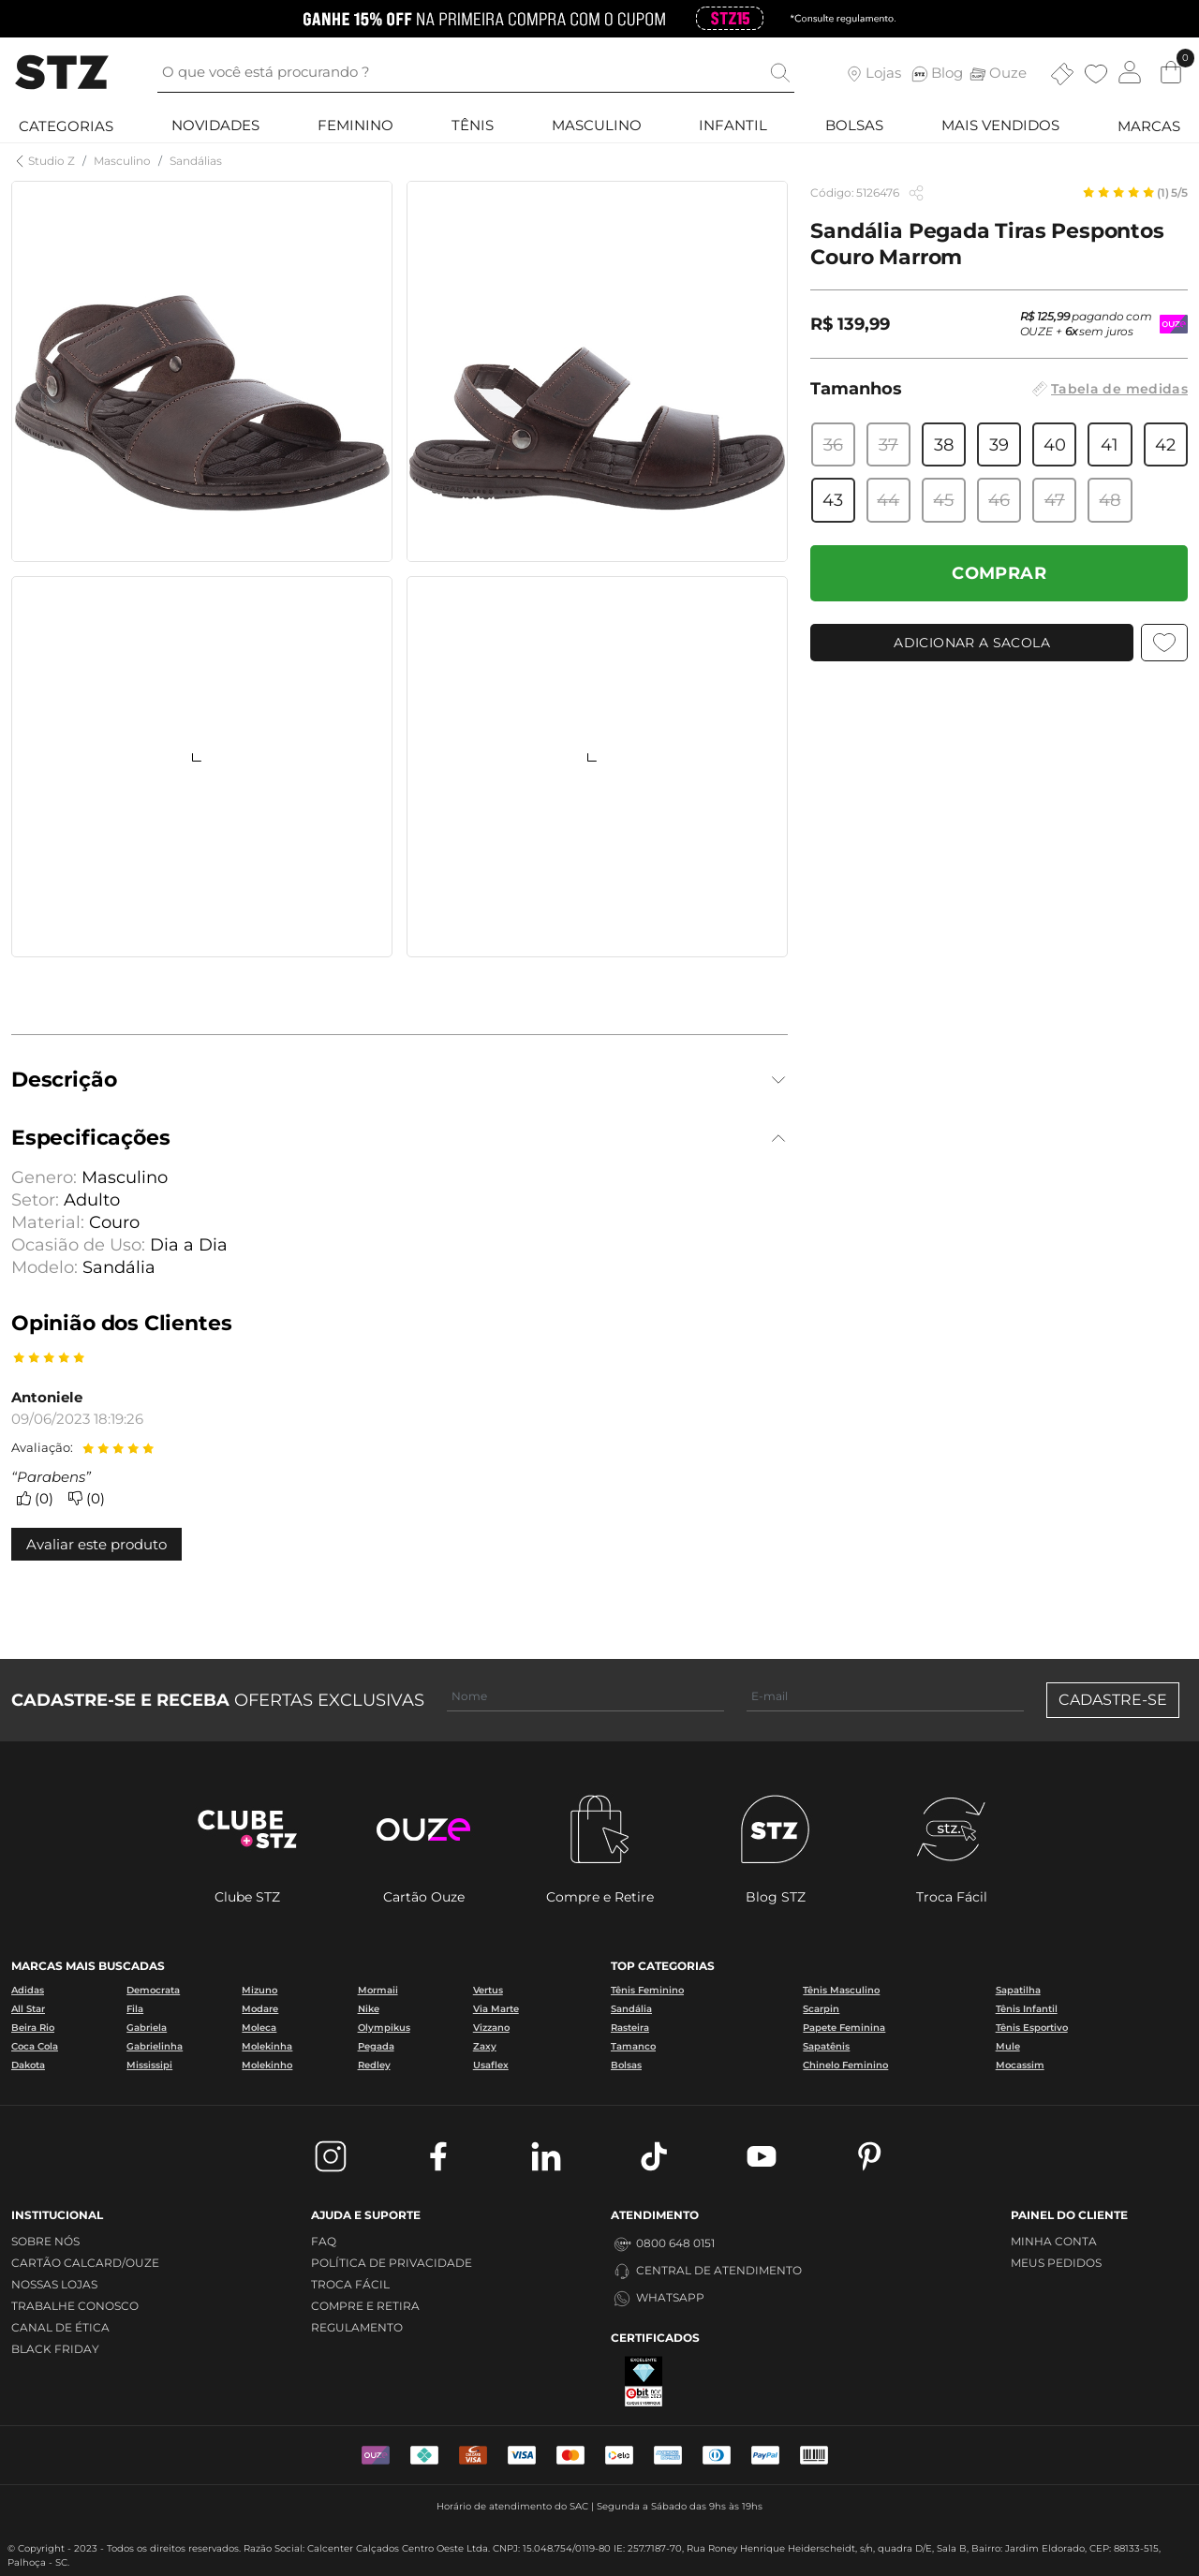 GANHE 15% OFF NA PRIMEIRA COMPRA COM O CUPOM STZ15 *Consulte regulamento.
STZ
O que você está procurando ?
Lojas Blog Ouze 0
CATEGORIAS NOVIDADES FEMININO TÊNIS MASCULINO INFANTIL BOLSAS MAIS VENDIDOS MARCAS
Studio Z / Masculino / Sandálias
Código: 5126476 (1) 5/5
Sandália Pegada Tiras Pespontos
Couro Marrom
R$ 139,99
R$ 125,99 pagando com
OUZE + 6x sem juros
OUZE
Tamanhos Tabela de medidas
36 37 38 39 40 41 42
43 44 45 46 47 48
COMPRAR
ADICIONAR A SACOLA
Descrição
Especificações
Genero: Masculino
Setor: Adulto
Material: Couro
Ocasião de Uso: Dia a Dia
Modelo: Sandália
Opinião dos Clientes
Antoniele
09/06/2023 18:19:26
Avaliação:
“Parabens”
(0) (0)
Avaliar este produto
CADASTRE-SE E RECEBA OFERTAS EXCLUSIVAS Nome E-mail CADASTRE-SE
CLUBE + STZ ouze STZ stz.
Clube STZ Cartão Ouze Compre e Retire Blog STZ Troca Fácil
MARCAS MAIS BUSCADAS TOP CATEGORIAS
Adidas Democrata Mizuno Mormaii Vertus Tênis Feminino Tênis Masculino Sapatilha
All Star Fila Modare Nike Via Marte Sandália Scarpin Tênis Infantil
Beira Rio Gabriela Moleca Olympikus Vizzano Rasteira Papete Feminina Tênis Esportivo
Coca Cola Gabrielinha Molekinha Pegada Zaxy Tamanco Sapatênis Mule
Dakota Mississipi Molekinho Redley Usaflex Bolsas Chinelo Feminino Mocassim
INSTITUCIONAL
SOBRE NÓS
CARTÃO CALCARD/OUZE
NOSSAS LOJAS
TRABALHE CONOSCO
CANAL DE ÉTICA
BLACK FRIDAY
AJUDA E SUPORTE
FAQ
POLÍTICA DE PRIVACIDADE
TROCA FÁCIL
COMPRE E RETIRA
REGULAMENTO
ATENDIMENTO
0800 648 0151
CENTRAL DE ATENDIMENTO
WHATSAPP
CERTIFICADOS
EXCELENTE
ebit
PAINEL DO CLIENTE
MINHA CONTA
MEUS PEDIDOS
OUZE VISA VISA elo PayPal
Horário de atendimento do SAC | Segunda a Sábado das 9hs às 19hs
© Copyright - 2023 - Todos os direitos reservados. Razão Social: Calcenter Calçados Centro Oeste Ltda. CNPJ: 15.048.754/0119-80 IE: 257.7187-70, Rua Roney Henrique Heiderscheidt, s/n, quadra D/E, Sala B, Bairro: Jardim Eldorado, CEP: 88133-515,
Palhoça - SC.